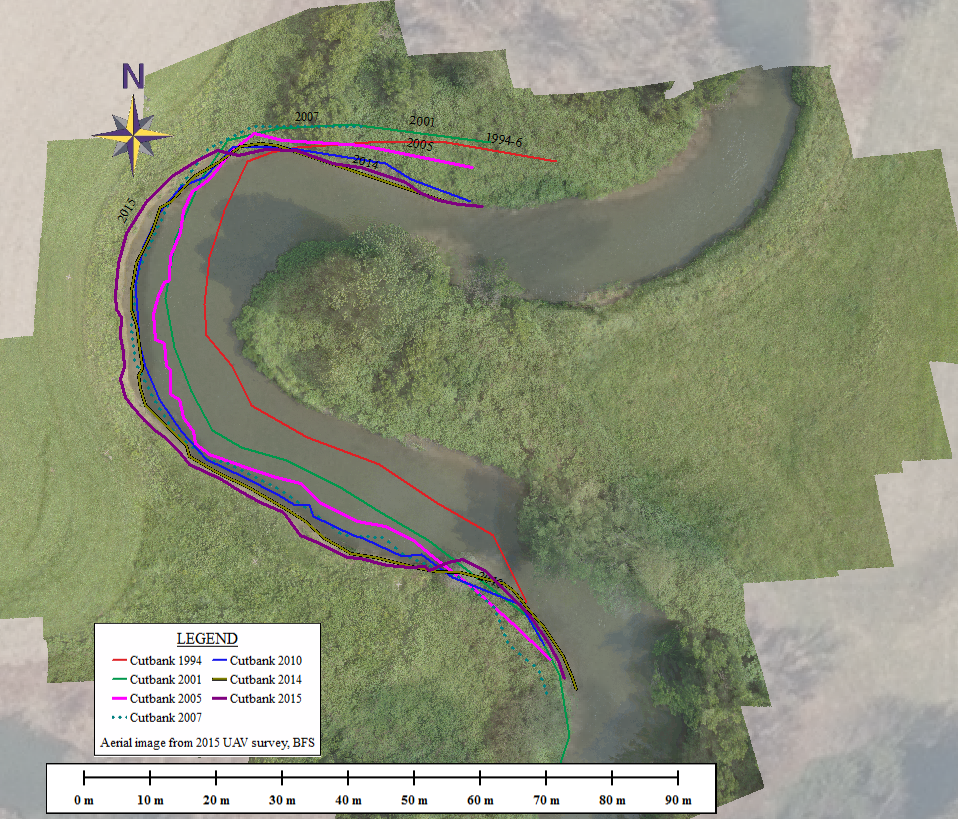 N
2007
2001
1994-6
2005
2014
2015
LEGEND
Cutbank 1994 Cutbank 2010
Cutbank 2001 Cutbank 2014
Cutbank 2005 Cutbank 2015
Cutbank 2007
Aerial image from 2015 UAV survey, BFS
0 m 10 m 20 m 30 m 40 m 50 m 60 m 70 m 80 m 90 m